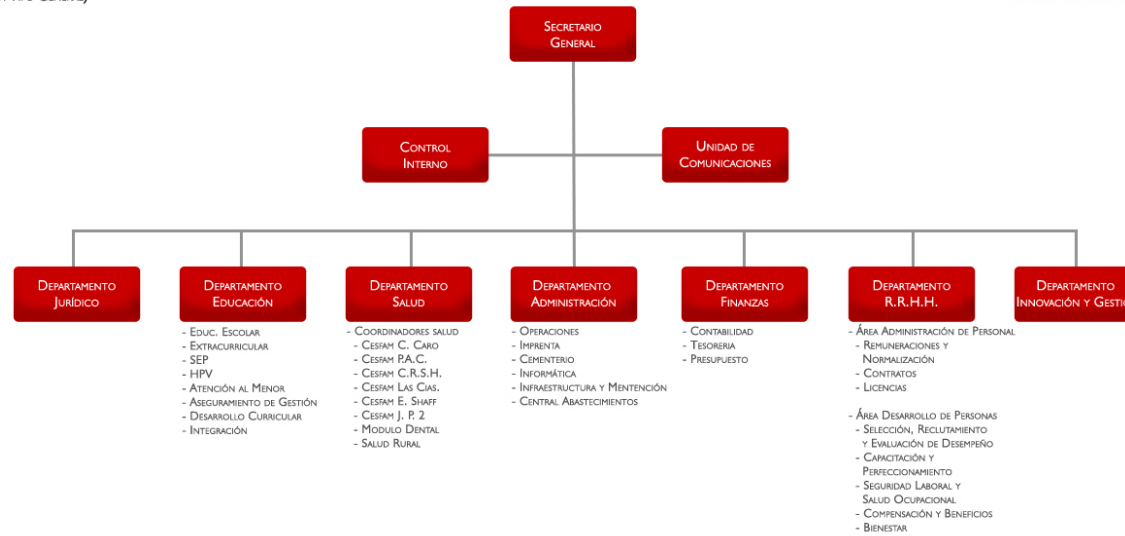 Secretario
General
Control
Interno
Unidad de
Comunicaciones
Departamento
Jurídico
Departamento
Educación
- Educ. Escolar
- Extracurricular
- SEP
- HPV
- Atención al Menor
- Aseguramiento de Gestión
- Desarrollo Curricular
- Integración
Departamento
Salud
- Coordinadores salud
- Cesfam C. Caro
- Cesfam P.A.C.
- Cesfam C.R.S.H.
- Cesfam Las Cias.
- Cesfam E. Shaff
- Cesfam J. P. 2
- Modulo Dental
- Salud Rural
Departamento
Administración
- Operaciones
- Imprenta
- Cementerio
- Informática
- Infraestructura y Mentención
- Central Abastecimientos
Departamento
Finanzas
- Contabilidad
- Tesoreria
- Presupuesto
Departamento
R.R.H.H.
- Área Administración de Personal
- Remuneraciones y
Normalización
- Contratos
- Licencias
- Área Desarrollo de Personas
- Selección, Reclutamiento
y Evaluación de Desempeño
- Capacitación y
Perfeccionamiento
- Seguridad Laboral y
Salud Ocupacional
- Compensación y Beneficios
- Bienestar
Departamento
Innovación y Gestió